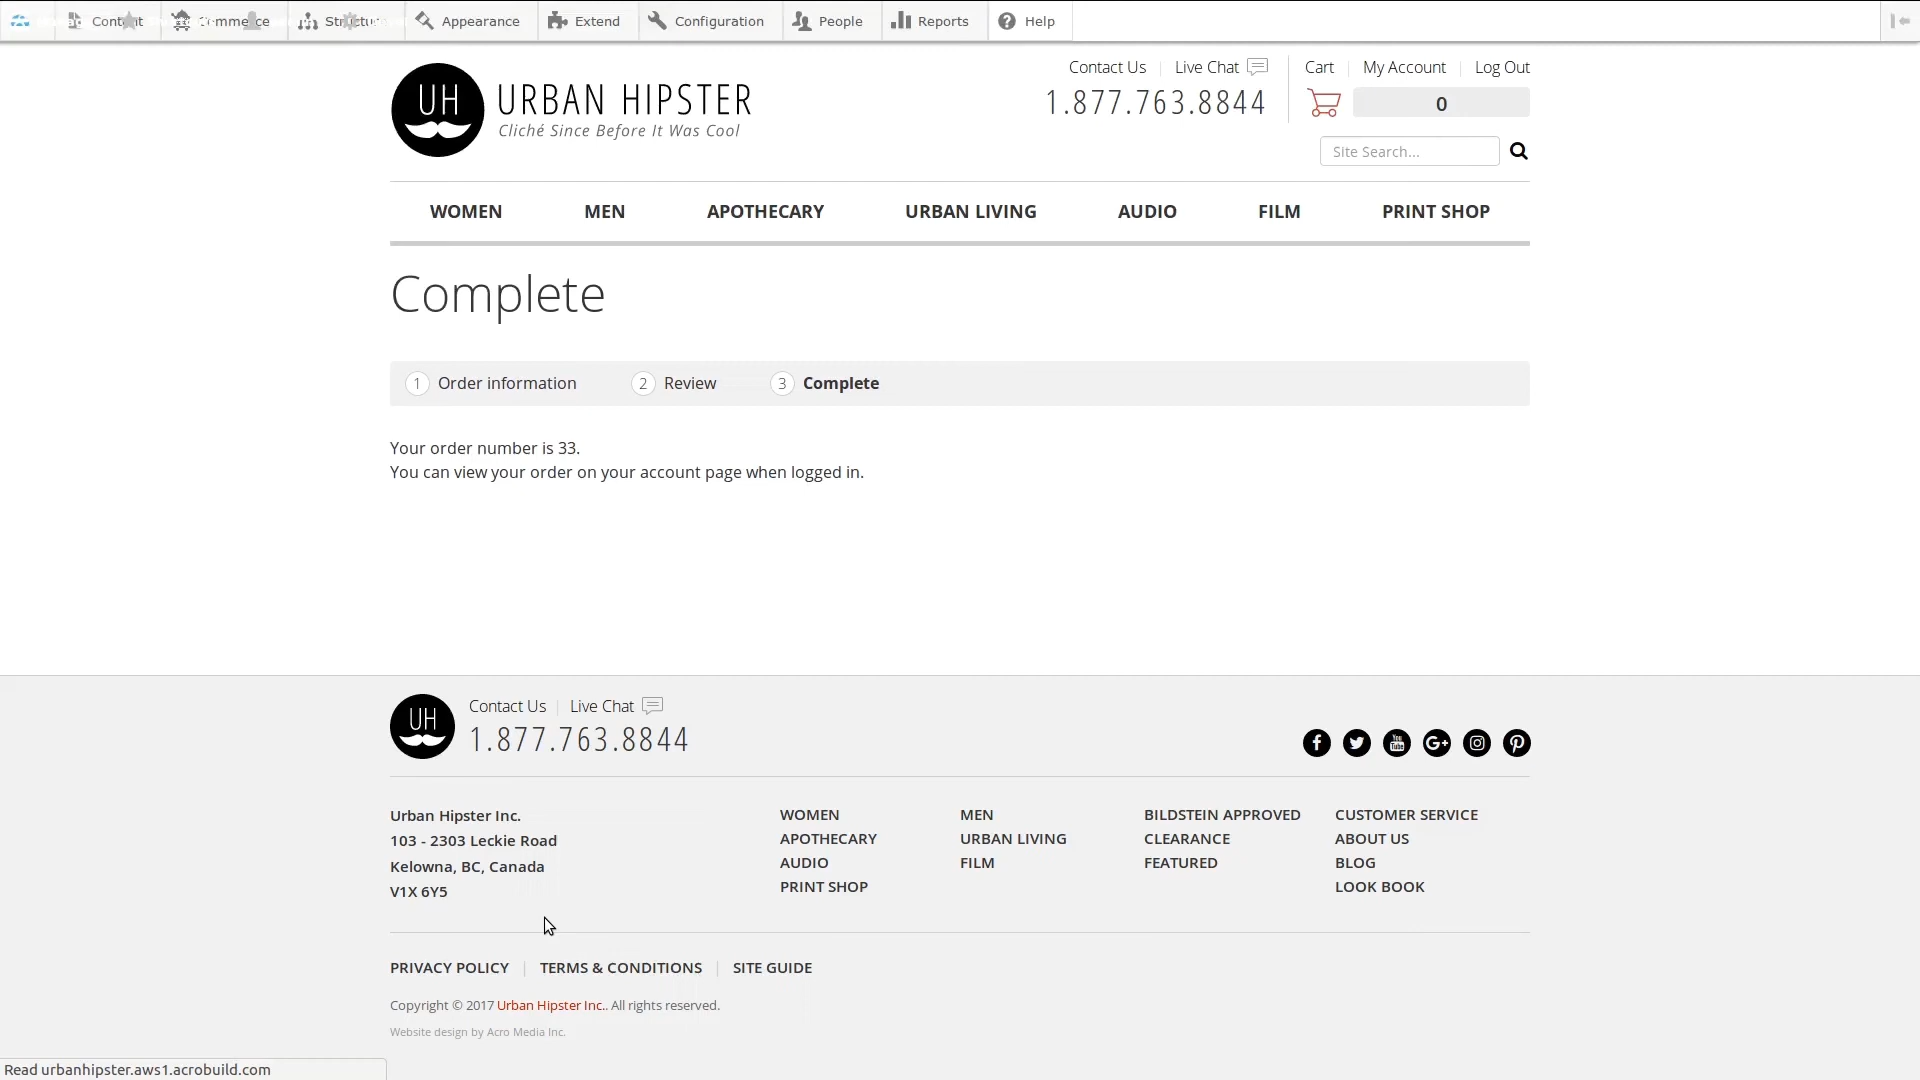 Content Commerce Structure Appearance Extend Configuration People Reports Help
Contact Us Live Chat Cart My Account Log Out
UH URBAN HIPSTER
Cliché Since Before It Was Cool
1.877.763.8844
0
Site Search...
WOMEN MEN APOTHECARY URBAN LIVING AUDIO FILM PRINT SHOP
Complete
1 Order information 2 Review 3 Complete
Your order number is 33.
You can view your order on your account page when logged in.
UH
Contact Us Live Chat
1.877.763.8844
You Tube G+
Urban Hipster Inc.
103 - 2303 Leckie Road
Kelowna, BC, Canada
V1X 6Y5
WOMEN
APOTHECARY
AUDIO
PRINT SHOP
MEN
URBAN LIVING
FILM
BILDSTEIN APPROVED
CLEARANCE
FEATURED
CUSTOMER SERVICE
ABOUT US
BLOG
LOOK BOOK
PRIVACY POLICY TERMS & CONDITIONS SITE GUIDE
Copyright © 2017 Urban Hipster Inc.. All rights reserved.
Website design by Acro Media Inc.
Read urbanhipster.aws1.acrobuild.com